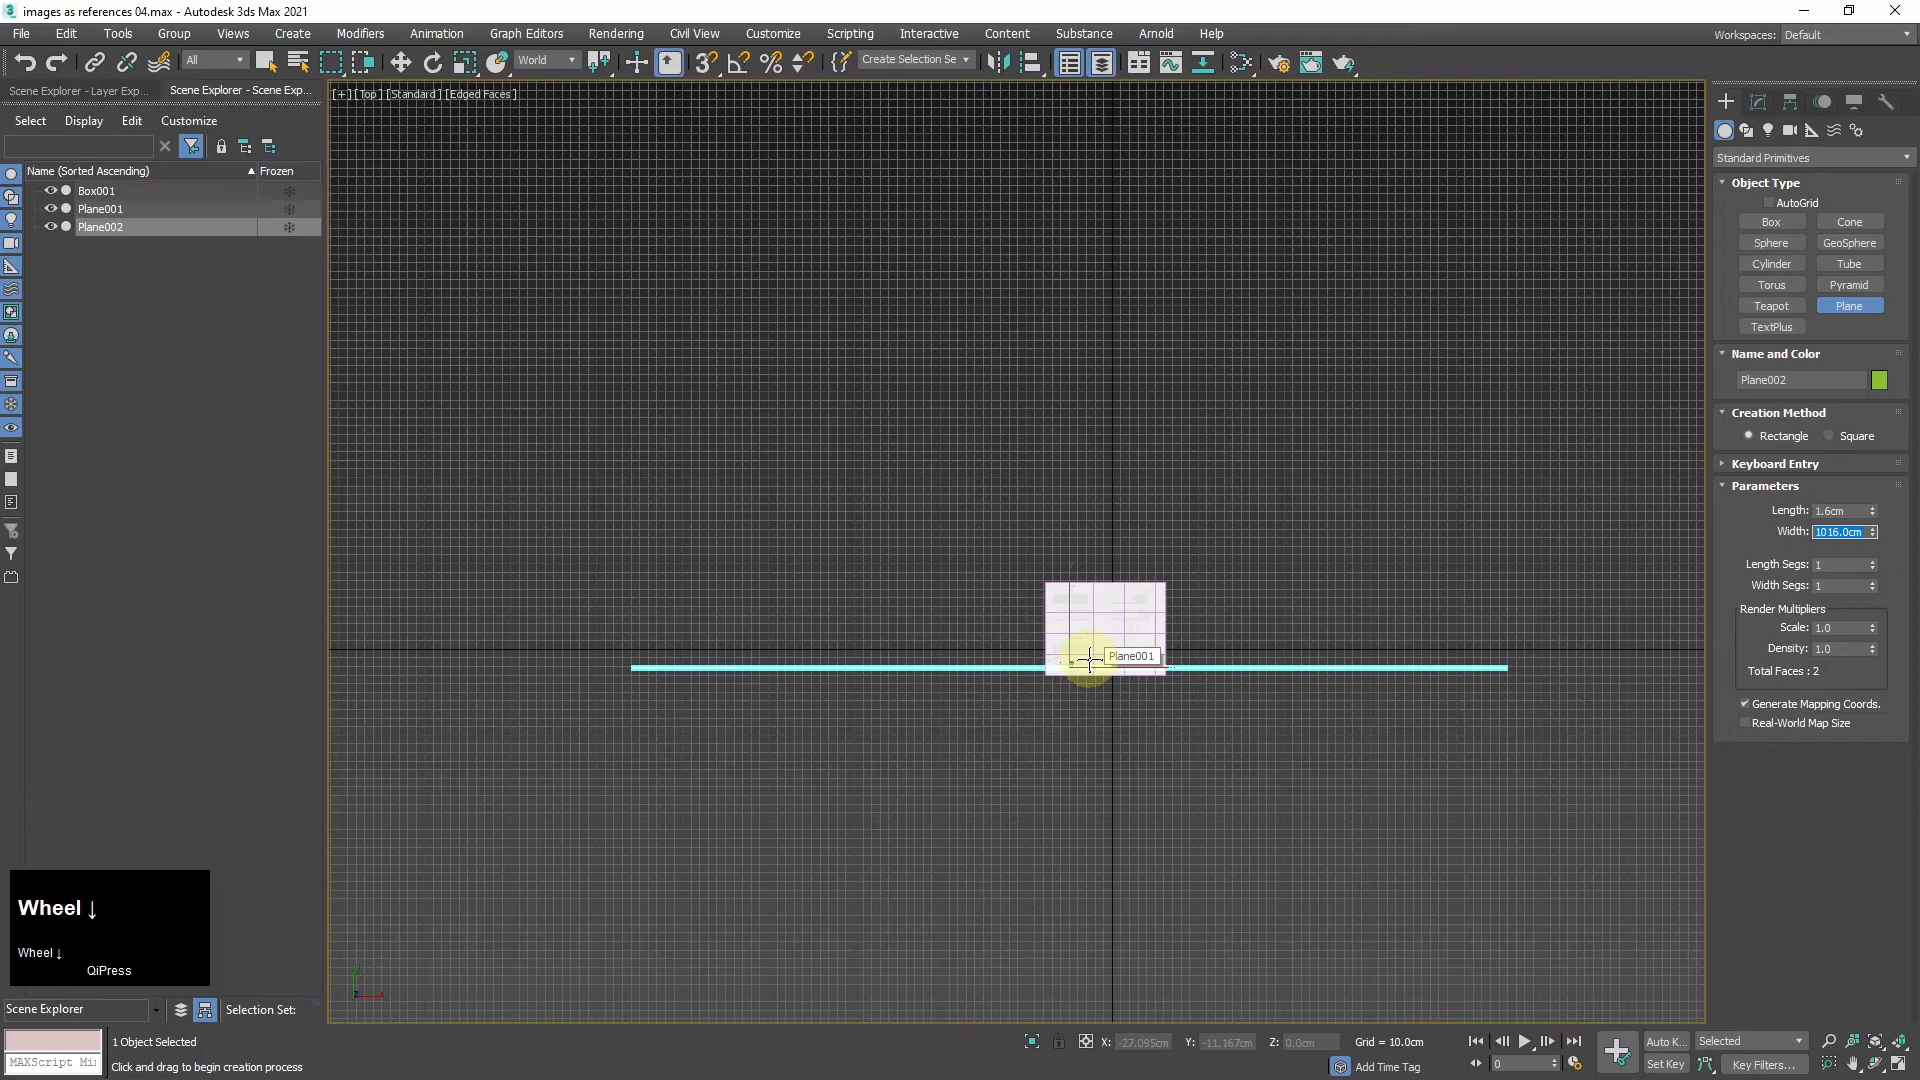 images as references 04.max - Autodesk 3ds Max 2021
File Edit Tools Group Views Create Modifiers Animation Graph Editors Rendering Civil View Customize Scripting Interactive Content Substance Arnold Help
Workspaces: Default
All World Create Selection Se
Scene Explorer - Layer Exp... Scene Explorer - Scene Exp...
[+] [Top] [Standard] [Edged Faces]
Select Display Edit Customize
Name (Sorted Ascending) Frozen
Box001
Plane001
Plane002
Standard Primitives
Object Type
AutoGrid
Box Cone
Sphere GeoSphere
Cylinder Tube
Torus Pyramid
Teapot Plane
TextPlus
Name and Color
Plane002
Creation Method
Rectangle Square
Keyboard Entry
Parameters
Length: 1.6cm
Width: 1016.0cm
Length Segs: 1
Width Segs: 1
Render Multipliers
Scale: 1.0
Density: 1.0
Total Faces : 2
Generate Mapping Coords.
Real-World Map Size
Plane001
Wheel ↓
Wheel ↓
QiPress
y
z x
Scene Explorer Selection Set:
1 Object Selected
MAXScript Mi
Click and drag to begin creation process
X: -27.095cm Y: -11.167cm Z: 0.0cm Grid = 10.0cm
Add Time Tag
0
Auto K... Selected
Set Key Key Filters...